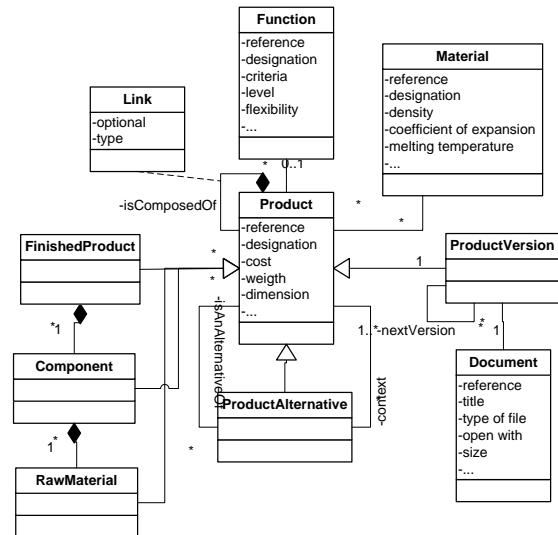 Function
-reference
-designation
-criteria
-level
-flexibility
-...
Material
-reference
-designation
-density
-coefficient of expansion
-melting temperature
-...
Link
-optional
-type
*
0..1
-isComposedOf
Product
-reference
-designation
-cost
-weigth
-dimension
-...
*
*
FinishedProduct
*
*
ProductVersion
1
-isAnAlternativeOf
1..*
-nextVersion
*
*
1
*
1
Component
ProductAlternative
-context
*
*
Document
-reference
-title
-type of file
-open with
-size
-...
1
*
RawMaterial